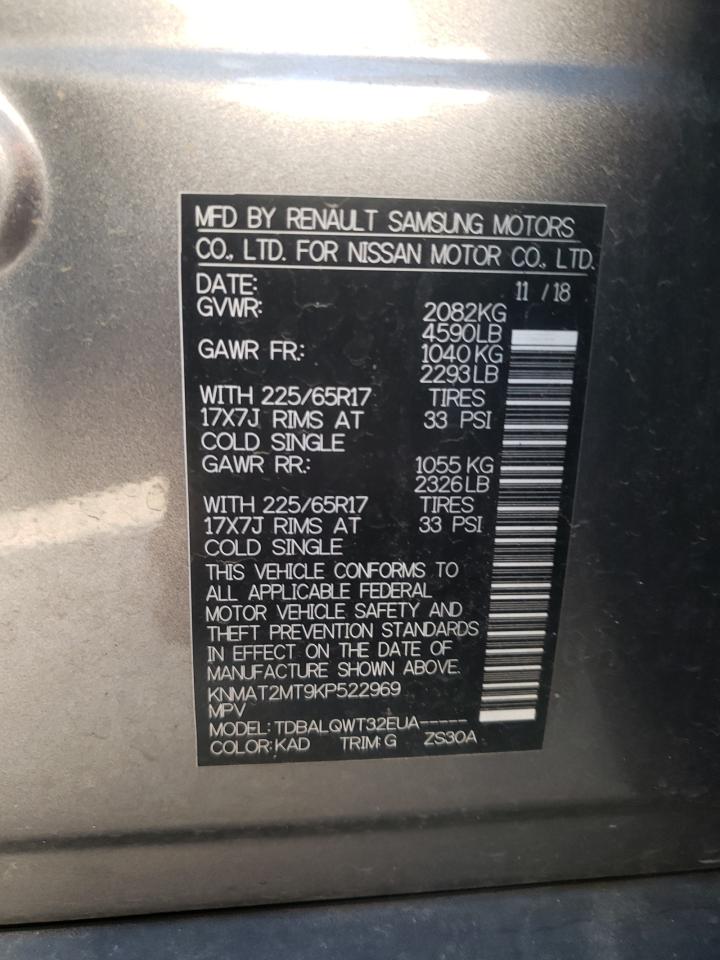 MFD BY RENAULT SAMSUNG MOTORS
CO., LTD. FOR NISSAN MOTOR CO., LTD.
DATE: 11 / 18
GVWR: 2082KG
4590LB
GAWR FR.: 1040KG
2293LB
WITH 225/65R17 TIRES
17X7J RIMS AT 33 PSI
COLD SINGLE
GAWR RR.: 1055 KG
2326LB
WITH 225/65R17 TIRES
17X7J RIMS AT 33 PSI
COLD SINGLE
THIS VEHICLE CONFORMS TO
ALL APPLICABLE FEDERAL
MOTOR VEHICLE SAFETY AND
THEFT PREVENTION STANDARDS
IN EFFECT ON THE DATE OF
MANUFACTURE SHOWN ABOVE.
KNMAT2MT9KP522969
MPV
MODEL: TDBALQWT32EUA-----
COLOR: KAD TRIM: G ZS30A